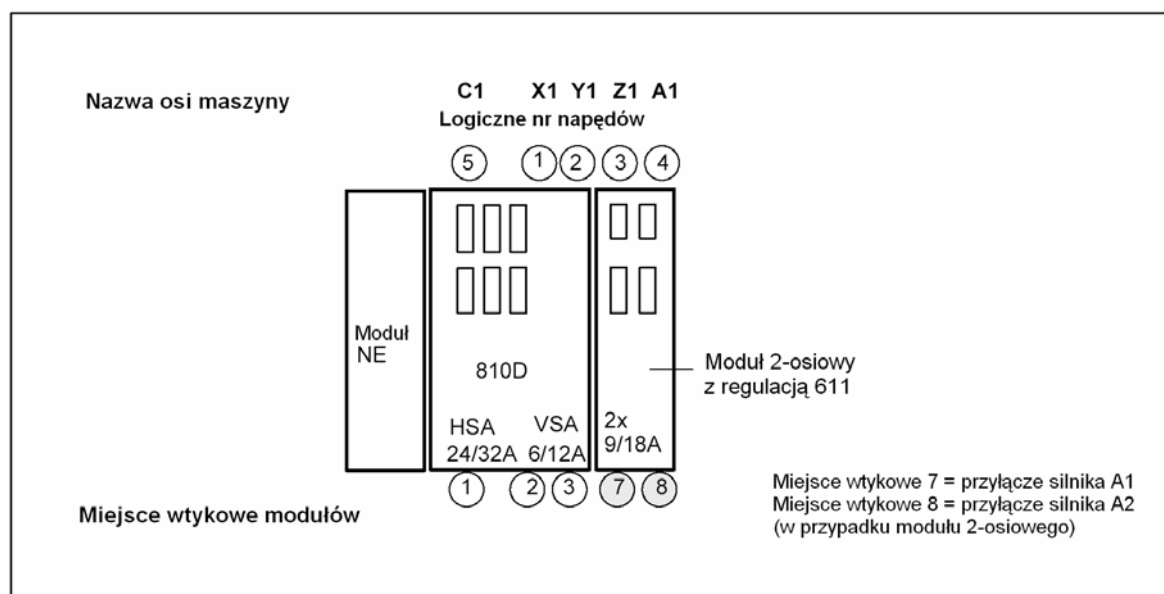 C1 X1 Y1 Z1 A1
Nazwa osi maszyny
Logiczne nr napędów
5 1 2 3 4
Moduł
NE
810D
Moduł 2-osiowy
z regulacją 611
HSA VSA 2x
24/32A 6/12A 9/18A
1 2 3 7 8
Miejsce wtykowe modułów
Miejsce wtykowe 7 = przyłącze silnika A1
Miejsce wtykowe 8 = przyłącze silnika A2
(w przypadku modułu 2-osiowego)